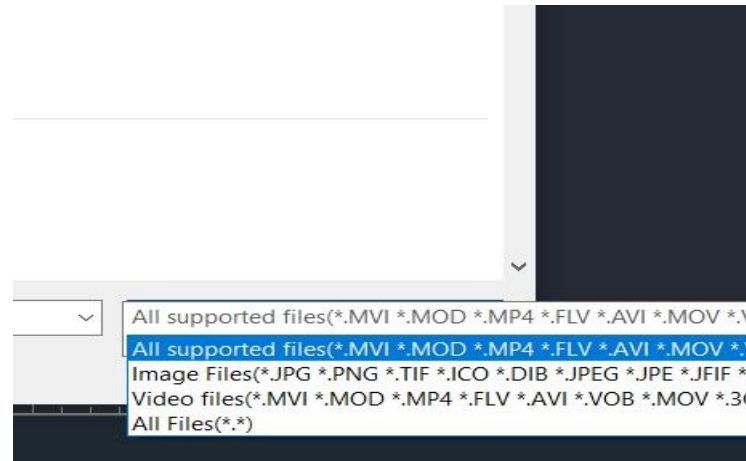 All supported files(*.MVI *.MOD *.MP4 *.FLV *.AVI *.MOV *.
All supported files(*.MVI *.MOD *.MP4 *.FLV *.AVI *.MOV *.
Image Files(*.JPG *.PNG *.TIF *.ICO *.DIB *.JPEG *.JPE *.JFIF *
Video files(*.MVI *.MOD *.MP4 *.FLV *.AVI *.VOB *.MOV *.3
All Files(*.*)